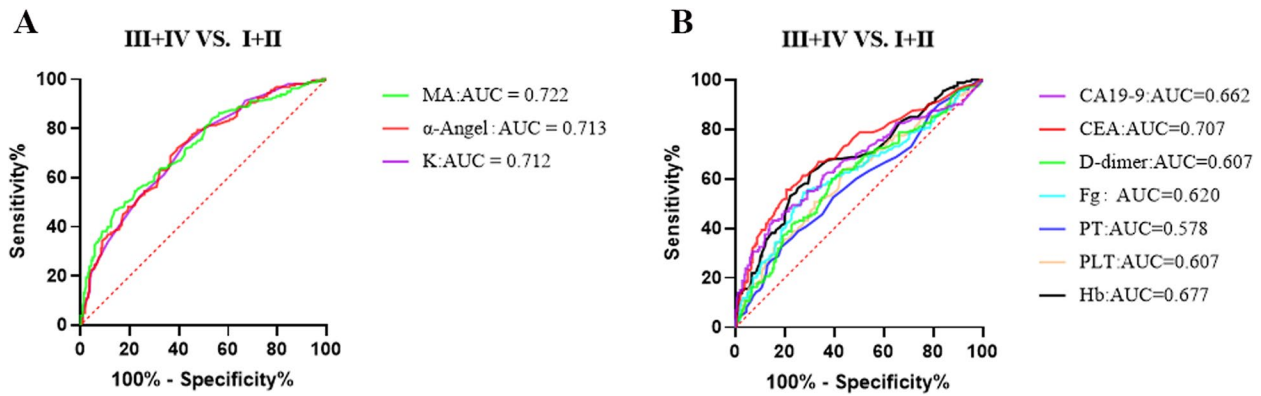 A
III+IV VS. I+II
100
80
60
40
20
0
Sensitivity%
0 20 40 60 80 100
100% - Specificity%
MA:AUC = 0.722
α-Angel: AUC = 0.713
K:AUC = 0.712
B
III+IV VS. I+II
100
80
60
40
20
0
Sensitivity%
0 20 40 60 80 100
100% - Specificity%
CA19-9:AUC=0.662
CEA:AUC=0.707
D-dimer:AUC=0.607
Fg: AUC=0.620
PT:AUC=0.578
PLT:AUC=0.607
Hb:AUC=0.677